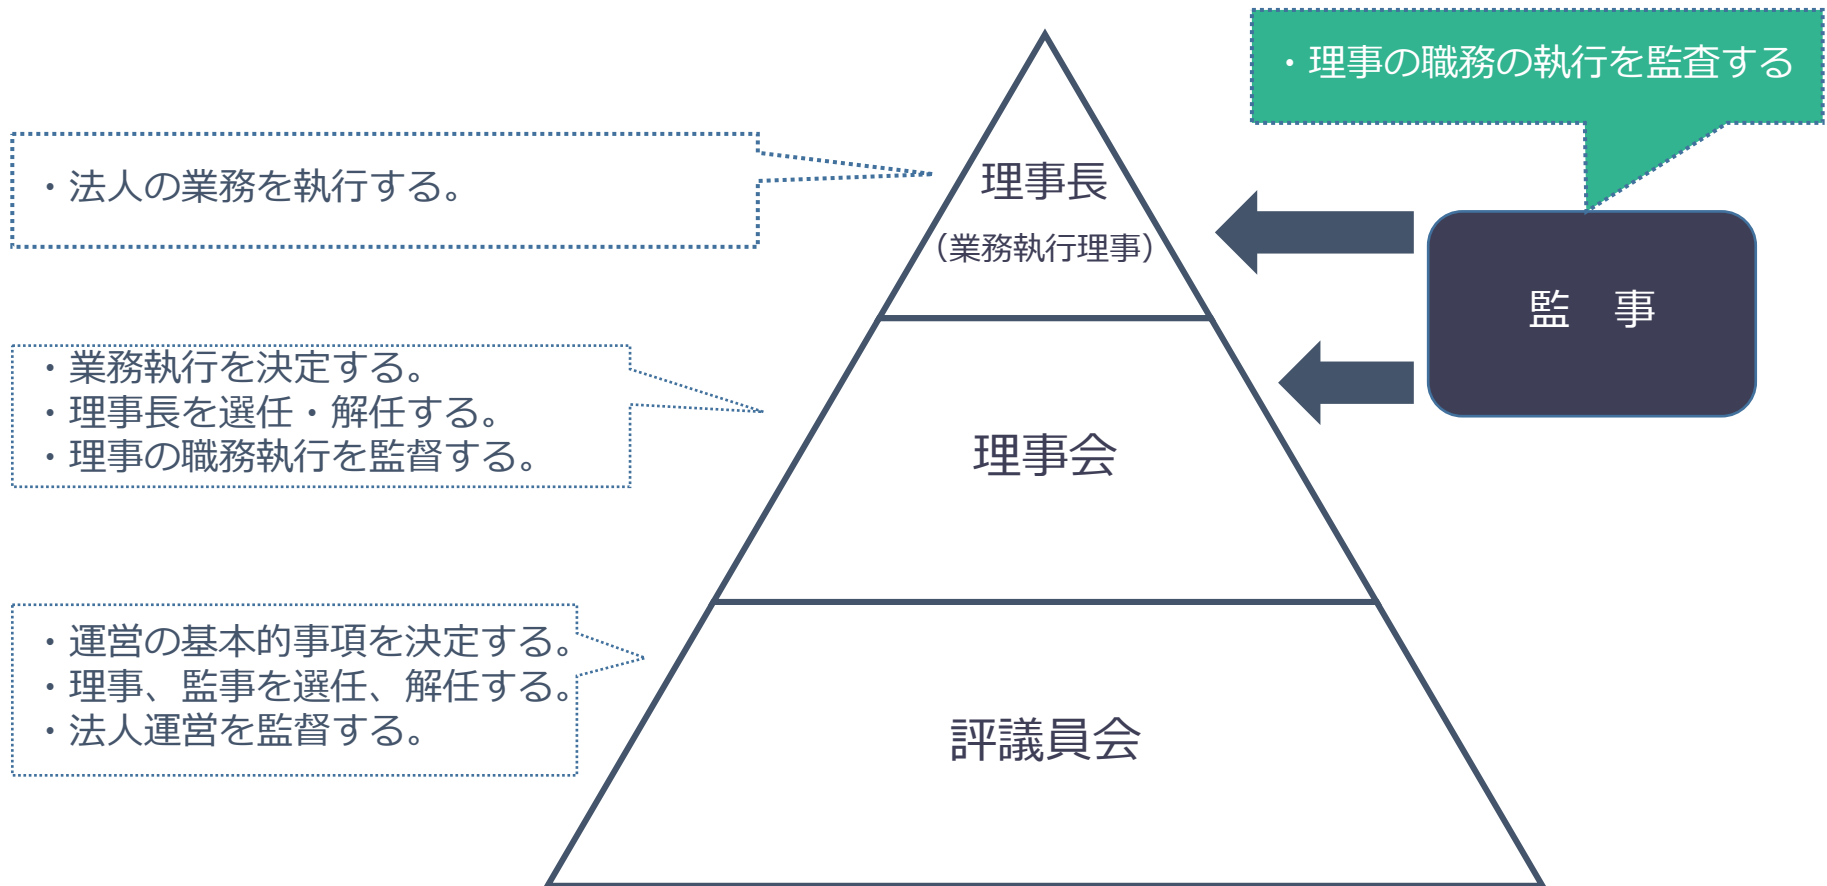 ・理事の職務の執行を監査する
・法人の業務を執行する。
理事長
（業務執行理事）
監　事
・業務執行を決定する。
・理事長を選任・解任する。
・理事の職務執行を監督する。
理事会
・運営の基本的事項を決定する。
・理事、監事を選任、解任する。
・法人運営を監督する。
評議員会